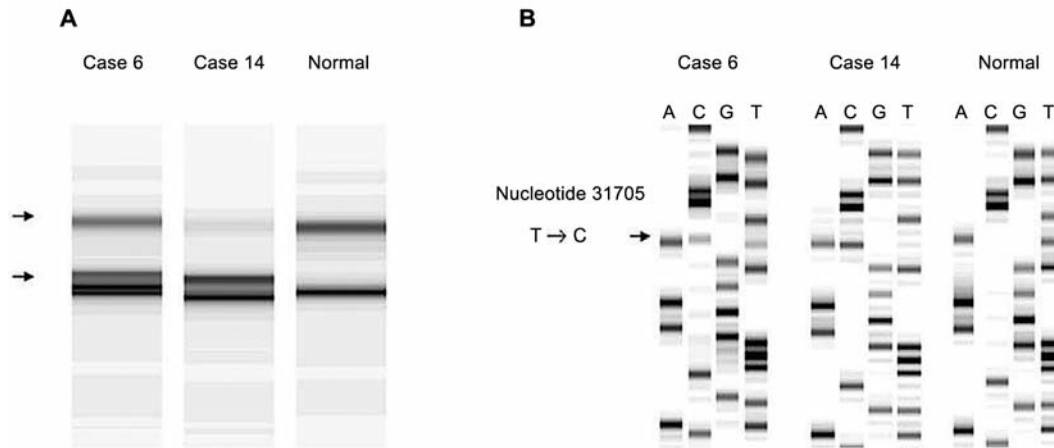 A
Case 6 Case 14 Normal
B
Case 6 Case 14 Normal
A C G T A C G T A C G T
Nucleotide 31705
T → C